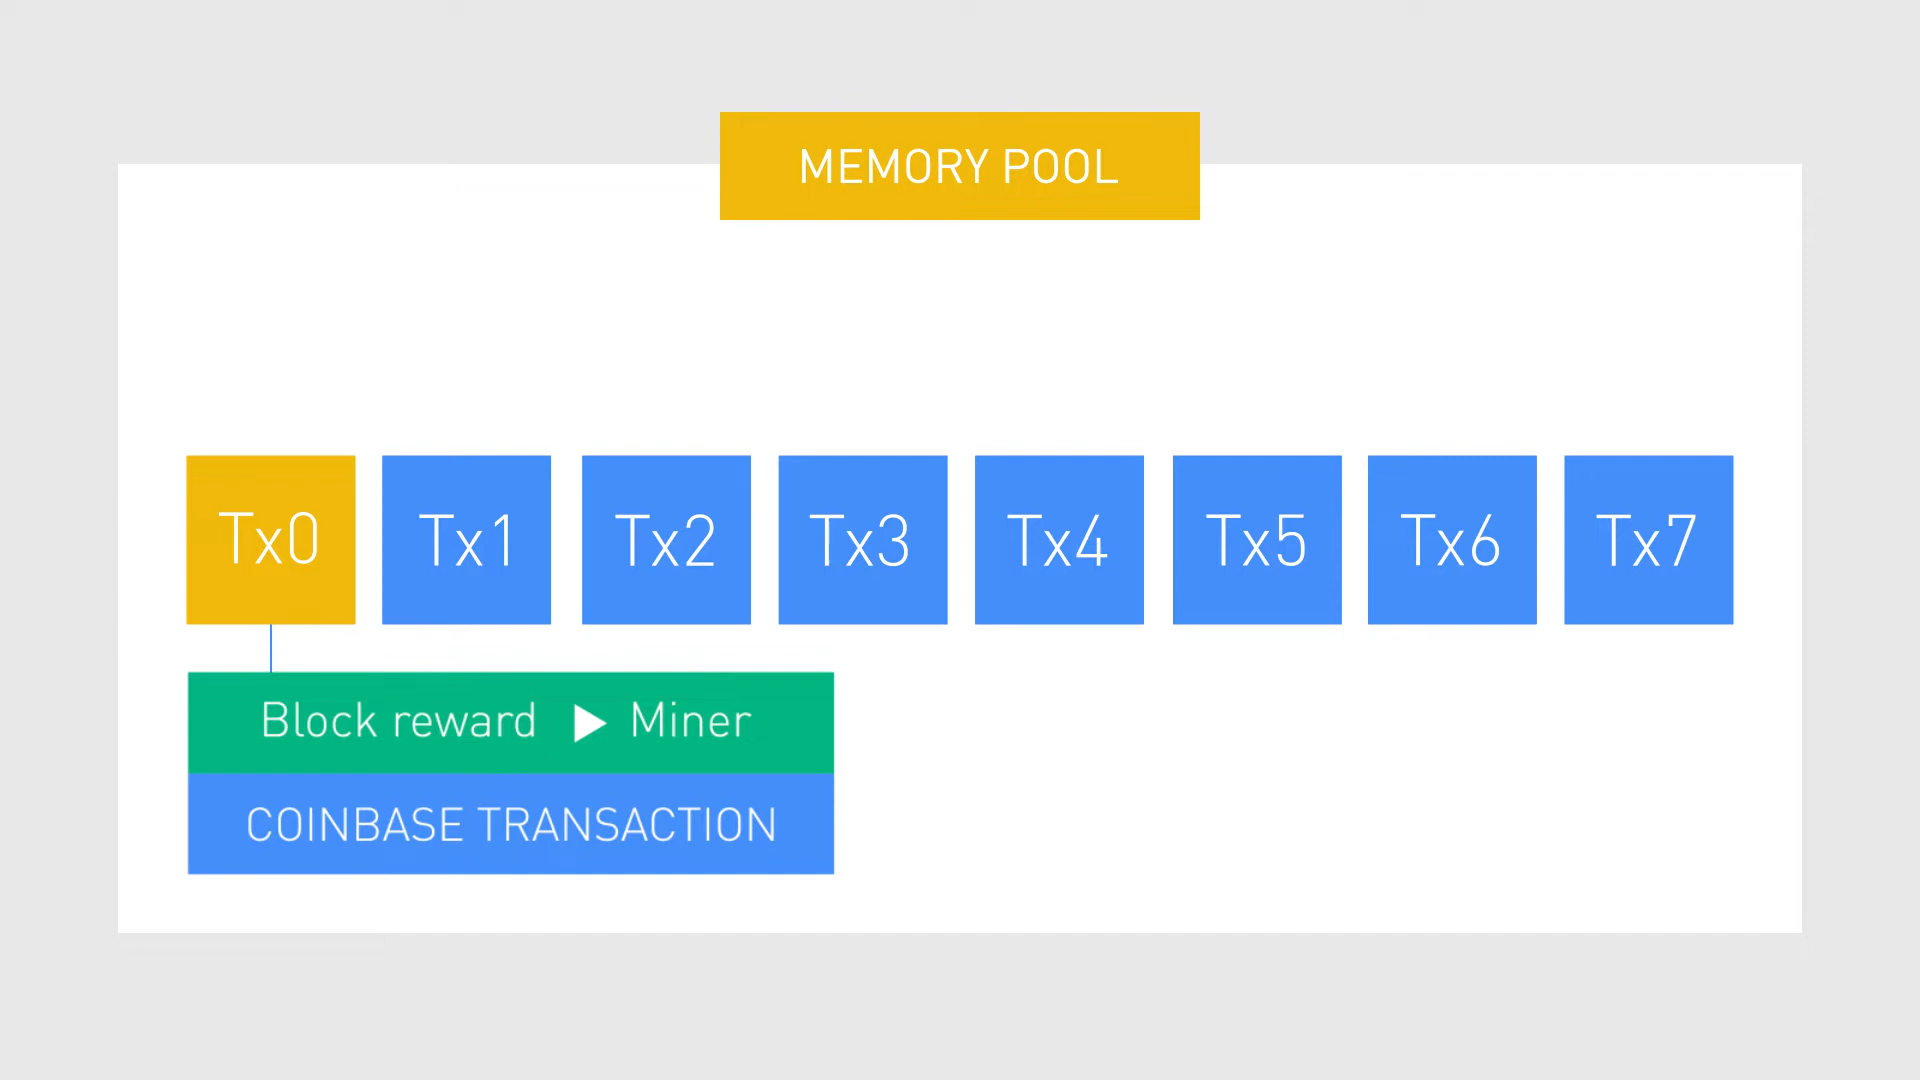 MEMORY POOL
Tx0 Tx1 Tx2 Tx3 Tx4 Tx5 Tx6 Tx7
Block reward ▶ Miner
COINBASE TRANSACTION